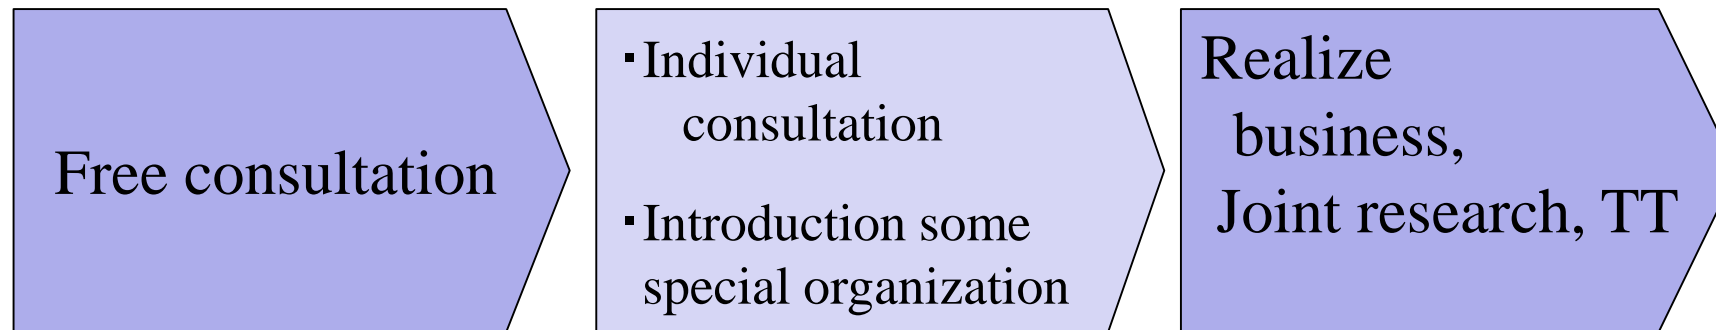 Free consultation
･Individual
consultation
･Introduction some
special organization
Realize
business,
Joint research, TT